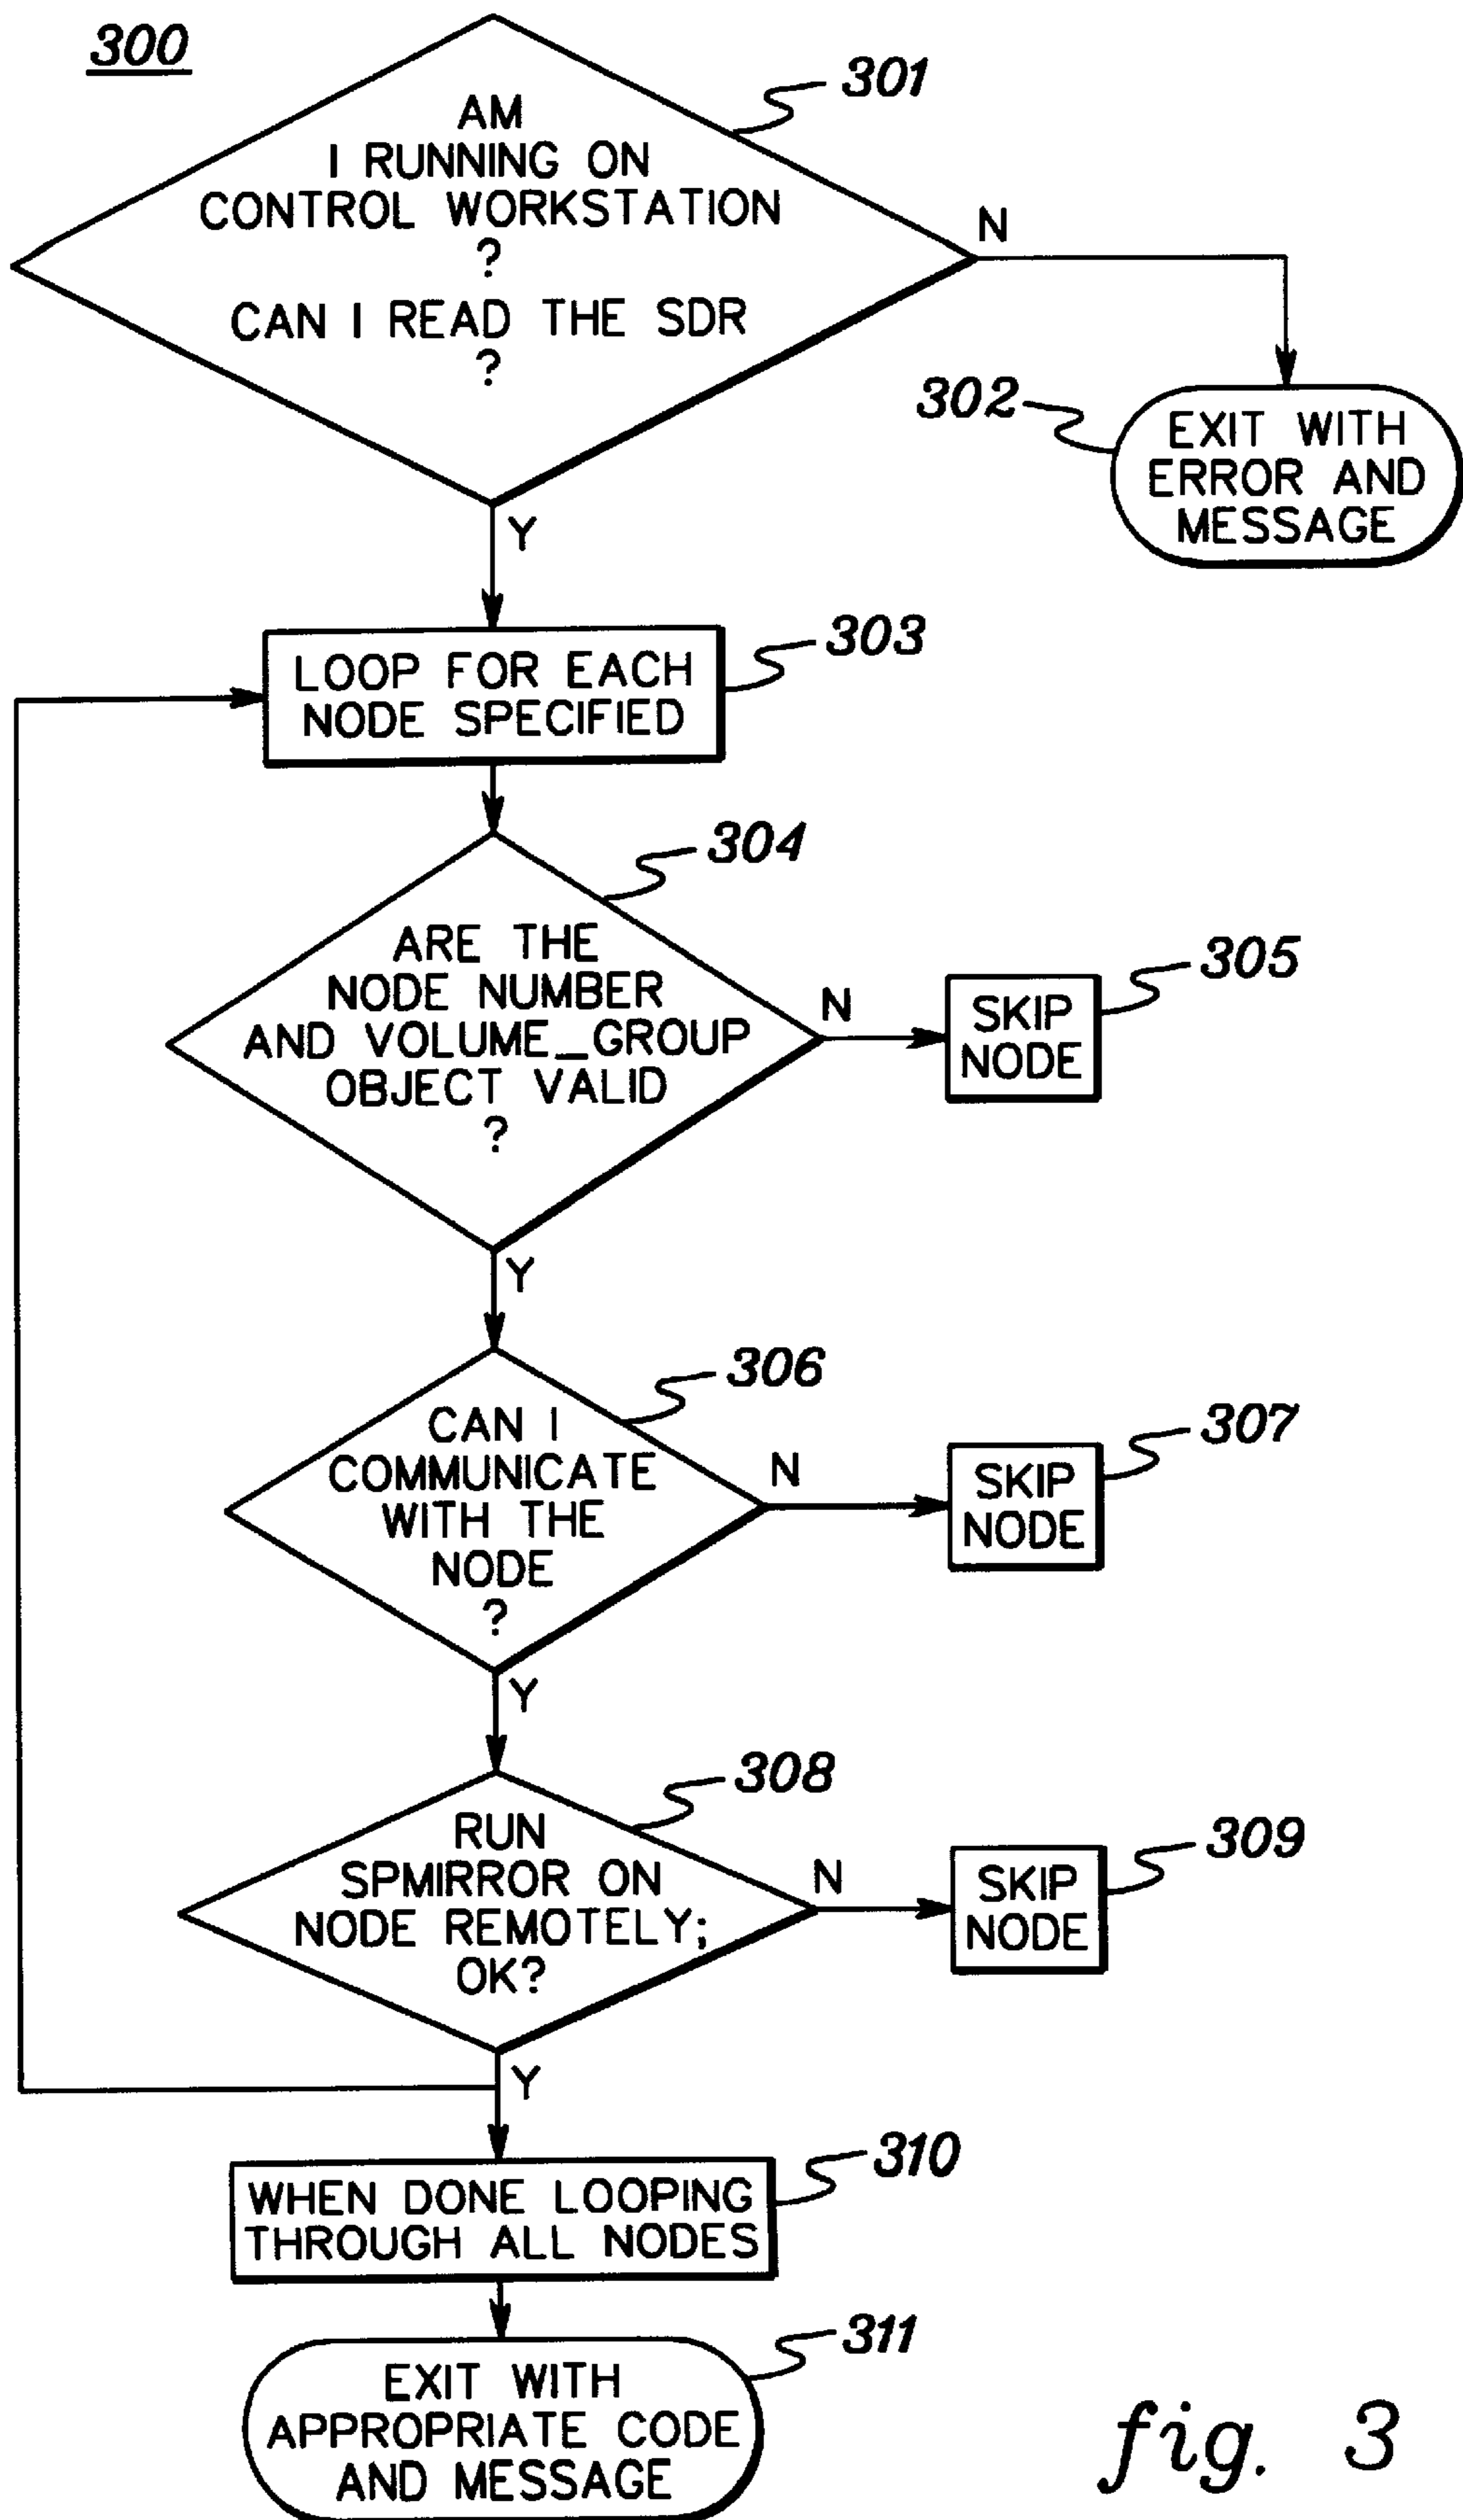 300
301
AM
I RUNNING ON
CONTROL WORKSTATION
?
CAN I READ THE SDR
?
N
Y
302
EXIT WITH
ERROR AND
MESSAGE
303
LOOP FOR EACH
NODE SPECIFIED
304
ARE THE
NODE NUMBER
AND VOLUME_GROUP
OBJECT VALID
?
N
Y
305
SKIP
NODE
306
CAN I
COMMUNICATE
WITH THE
NODE
?
N
Y
307
SKIP
NODE
308
RUN
SPMIRROR ON
NODE REMOTELY;
OK?
N
Y
309
SKIP
NODE
310
WHEN DONE LOOPING
THROUGH ALL NODES
311
EXIT WITH
APPROPRIATE CODE
AND MESSAGE
fig. 3